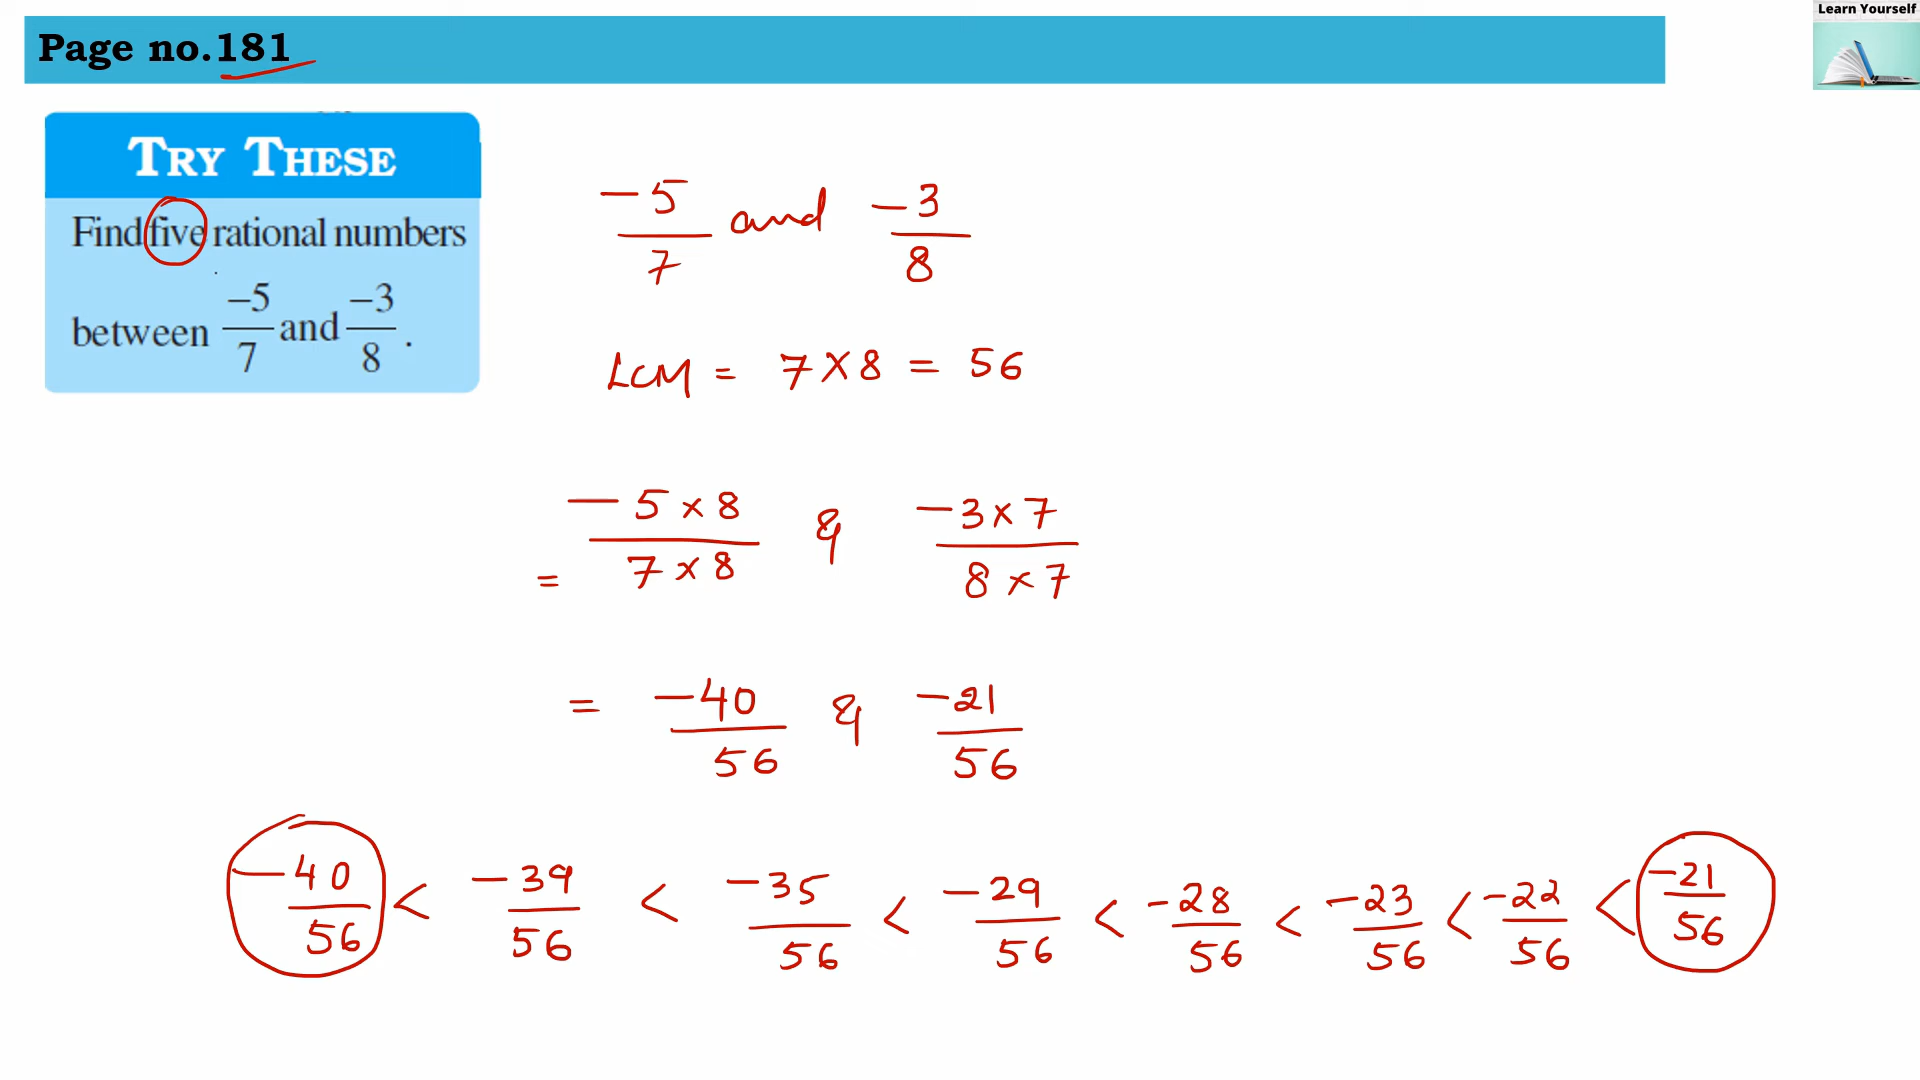 Learn Yourself
Page no.181
TRY THESE
Find five rational numbers
between -5/7 and -3/8 .
-5/7 and -3/8
LCM = 7 × 8 = 56
= -5 × 8 / 7 × 8 & -3 × 7 / 8 × 7
= -40/56 & -21/56
-40/56 < -39/56 < -35/56 < -29/56 < -28/56 < -23/56 < -22/56 < -21/56